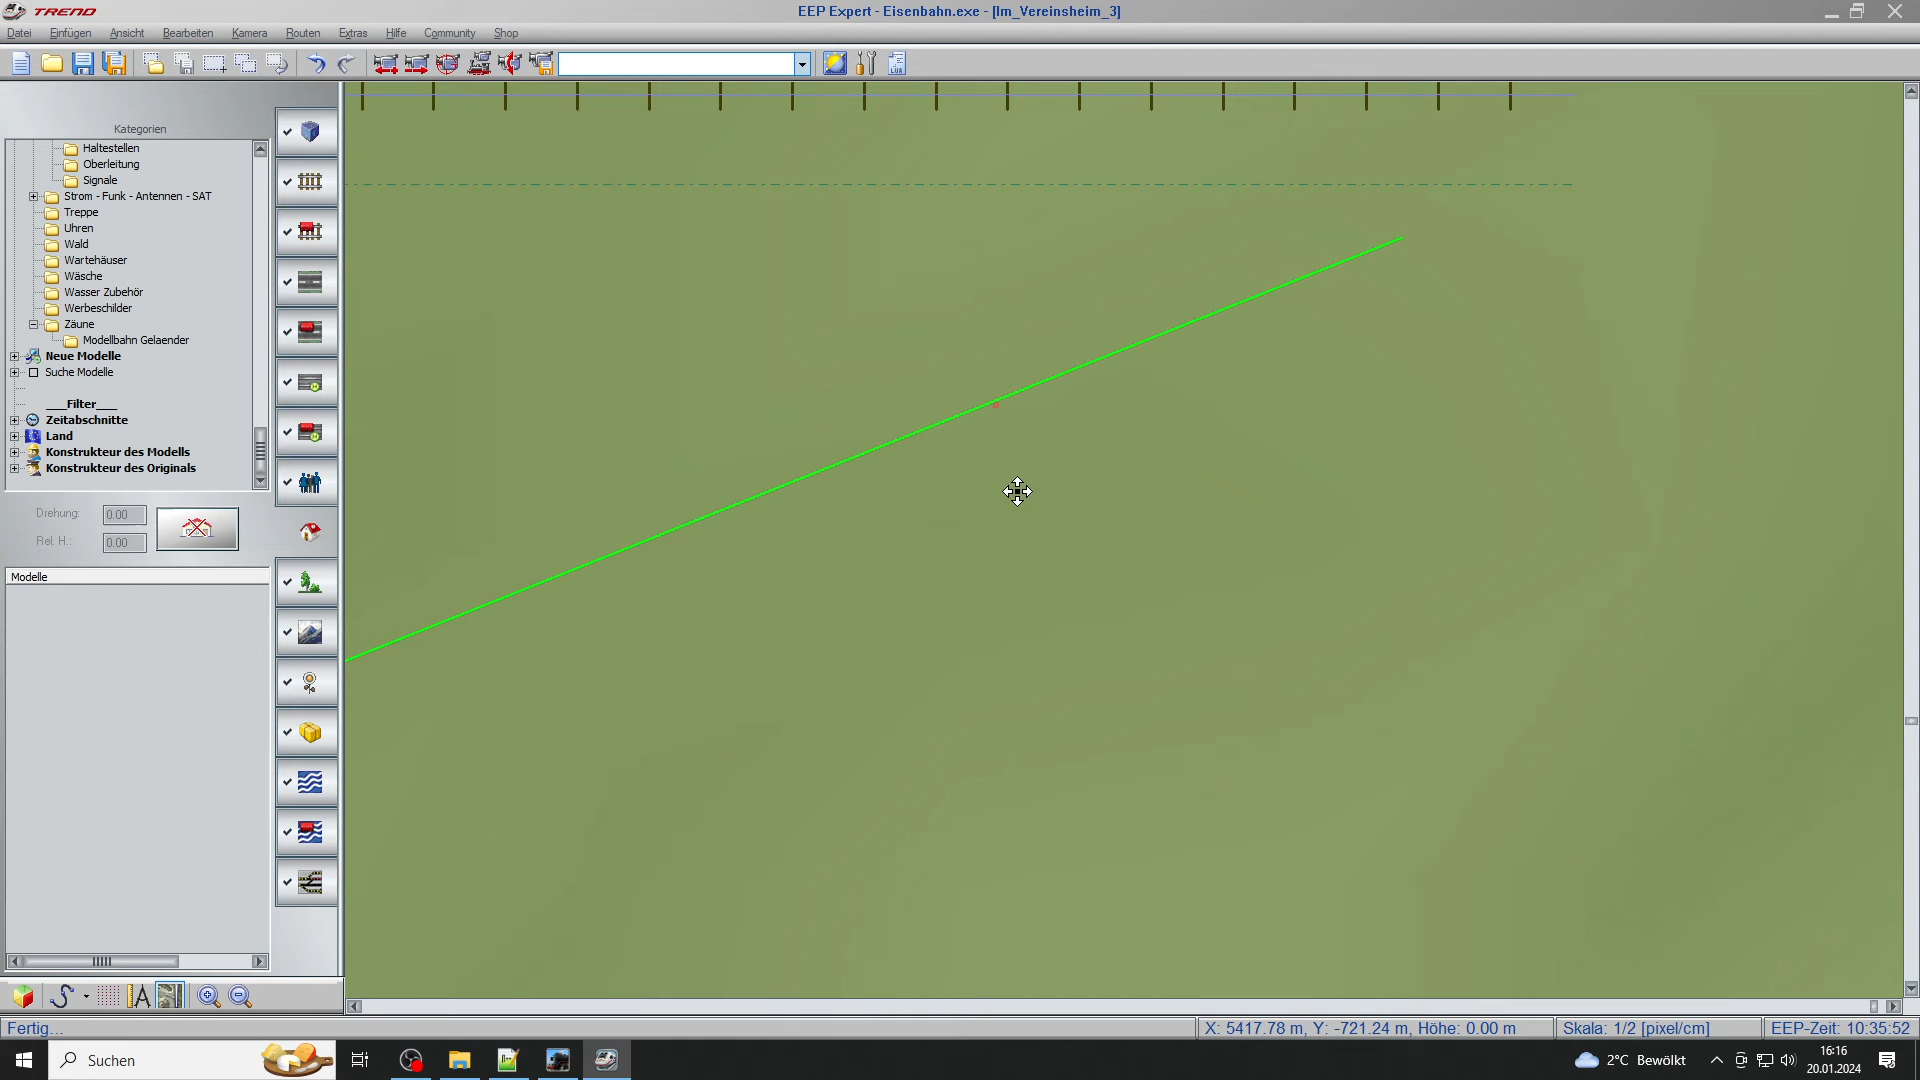 TREND
EEP Expert - Eisenbahn.exe - [Im_Vereinsheim_3]
Datei Einfügen Ansicht Bearbeiten Kamera Routen Extras Hilfe Community Shop
LUA
Kategorien
Haltestellen
Oberleitung
Signale
Strom - Funk - Antennen - SAT
Treppe
Uhren
Wald
Wartehäuser
Wäsche
Wasser Zubehör
Werbeschilder
Zäune
Modellbahn Gelaender
Neue Modelle
Suche Modelle
___Filter___
Zeitabschnitte
Land
Konstrukteur des Modells
Konstrukteur des Originals
Drehung: 0.00
Rel. H.: 0.00
Modelle
Fertig...
X: 5417.78 m, Y: -721.24 m, Höhe: 0.00 m
Skala: 1/2 [pixel/cm]
EEP-Zeit: 10:35:52
Suchen
2°C Bewölkt
16:16
20.01.2024